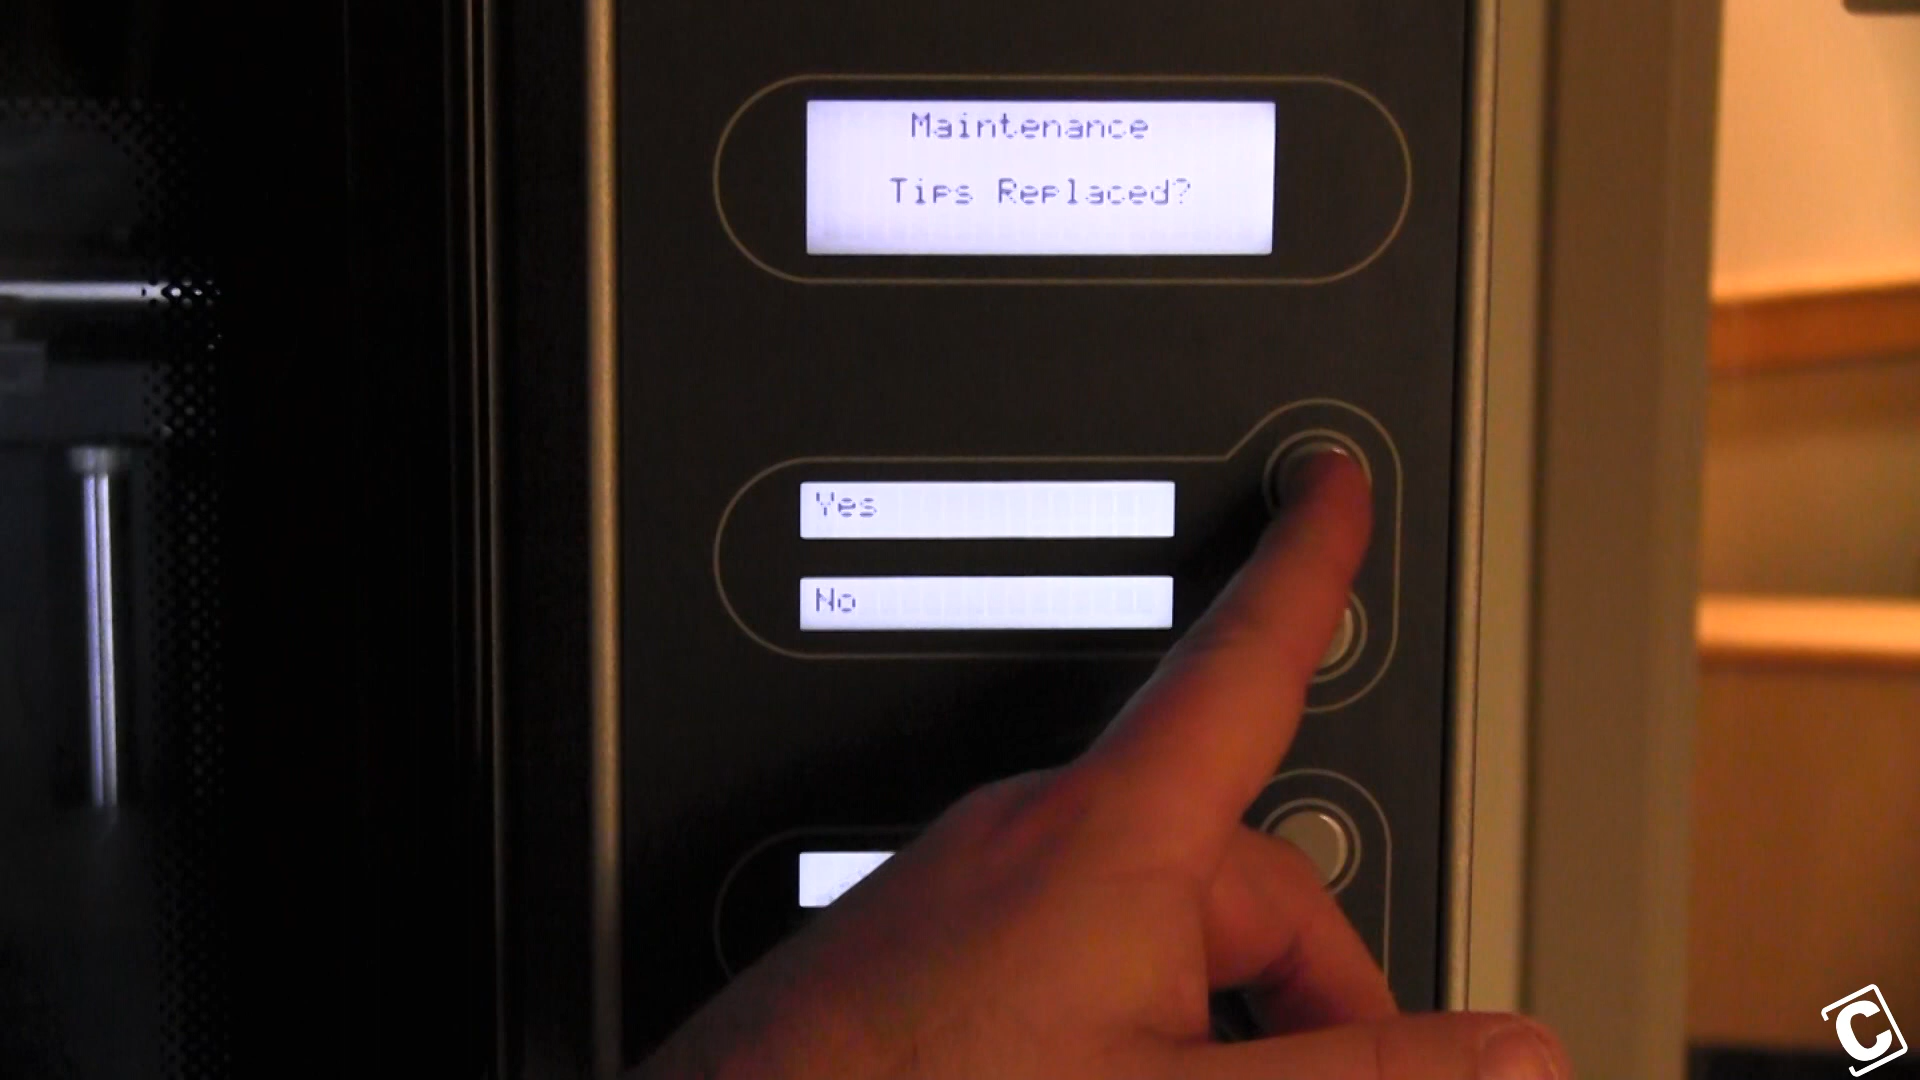 Maintenance
Tips Replaced?
Yes
No
C